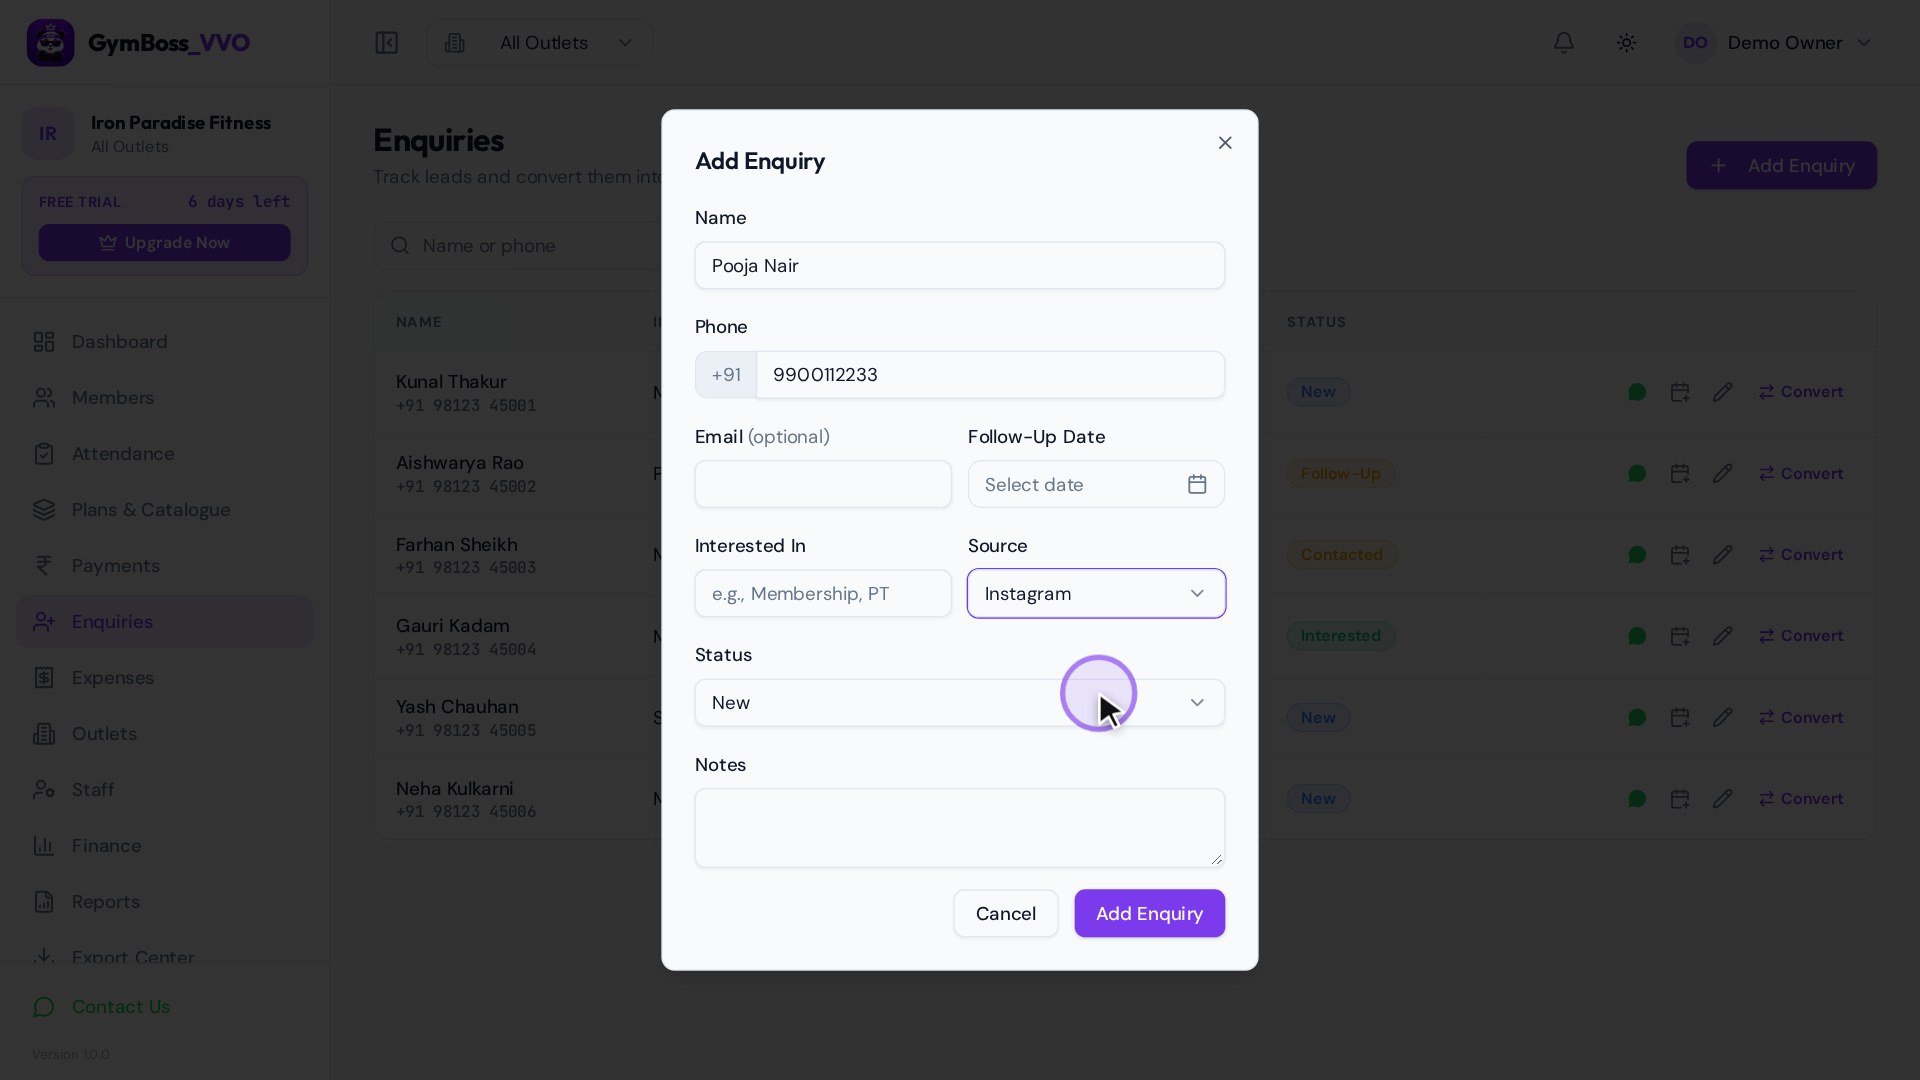 GymBoss_VVO
All Outlets
DO
Demo Owner
IR
Iron Paradise Fitness
All Outlets
FREE TRIAL
6 days left
Upgrade Now
Dashboard
Members
Attendance
Plans & Catalogue
Payments
Enquiries
Expenses
Outlets
Staff
Finance
Reports
Export Center
Contact Us
Version 1.0.0
Enquiries
Track leads and convert them
Add Enquiry
Name or phone
NAME
STATUS
Kunal Thakur
+91 98123 45001
New
Convert
Aishwarya Rao
+91 98123 45002
Follow-Up
Convert
Farhan Sheikh
+91 98123 45003
Contacted
Convert
Gauri Kadam
+91 98123 45004
Interested
Convert
Yash Chauhan
+91 98123 45005
New
Convert
Neha Kulkarni
+91 98123 45006
New
Convert
Add Enquiry
Name
Pooja Nair
Phone
+91 9900112233
Email (optional)
Follow-Up Date
Select date
Interested In
Source
e.g., Membership, PT
Instagram
Status
New
Notes
Cancel
Add Enquiry